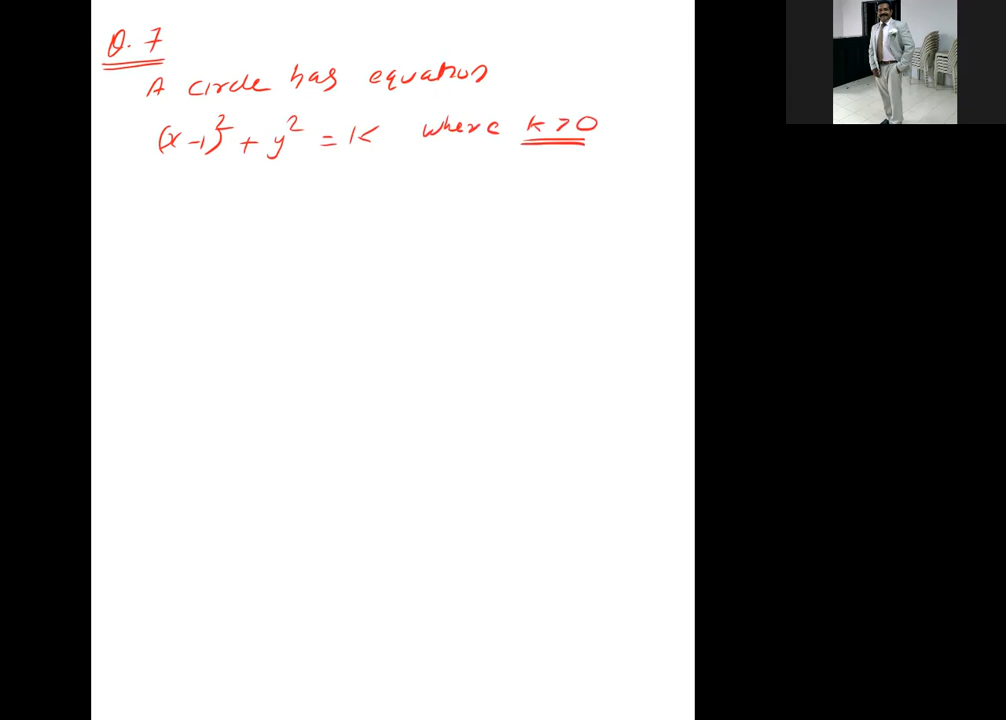 Q. 7
A circle has equation
(x-1)² + y² = K where k>0